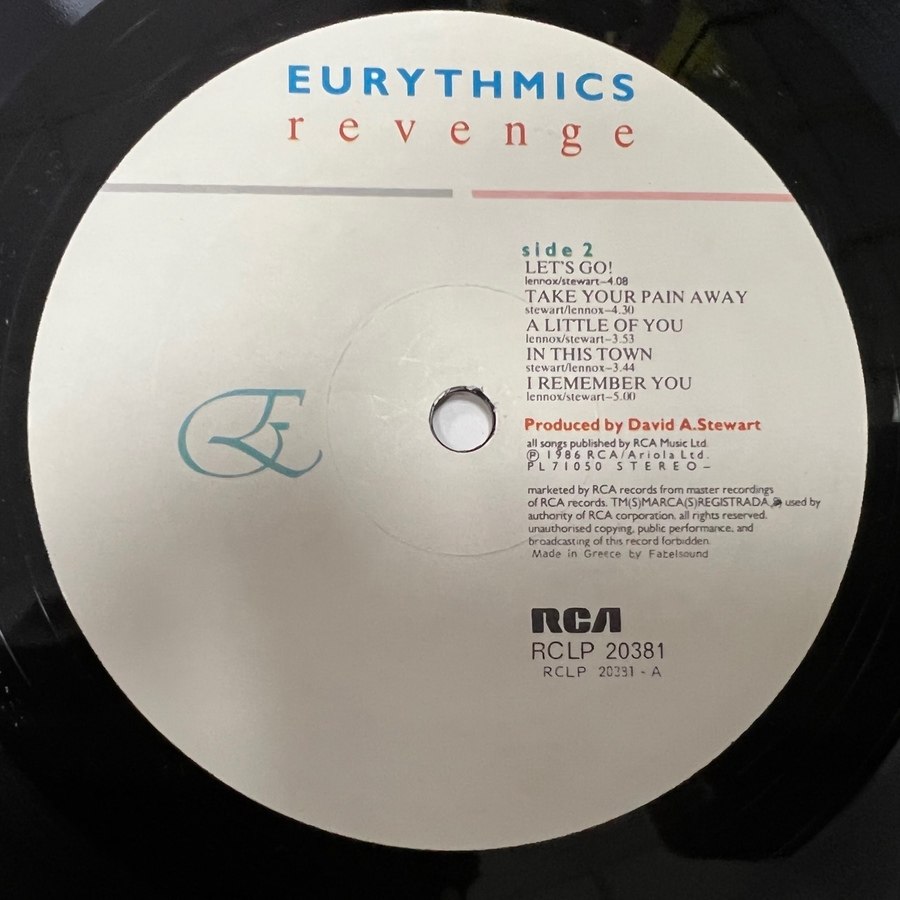 EURYTHMICS
revenge
side 2
LET'S GO!
lennox/stewart–4.08
TAKE YOUR PAIN AWAY
stewart/lennox–4.30
A LITTLE OF YOU
lennox/stewart–3.53
IN THIS TOWN
stewart/lennox–3.44
I REMEMBER YOU
lennox/stewart–5.00
Produced by David A.Stewart
all songs published by RCA Music Ltd.
℗ 1986 RCA/Ariola Ltd.
PL71050 STEREO–
marketed by RCA records from master recordings
of RCA records. TM(S)MARCA(S)REGISTRADA used by
authority of RCA corporation. all rights reserved.
unauthorised copying, public performance, and
broadcasting of this record forbidden.
Made in Greece by Fabelsound
RCA
RCLP 20381
RCLP 20381 - A